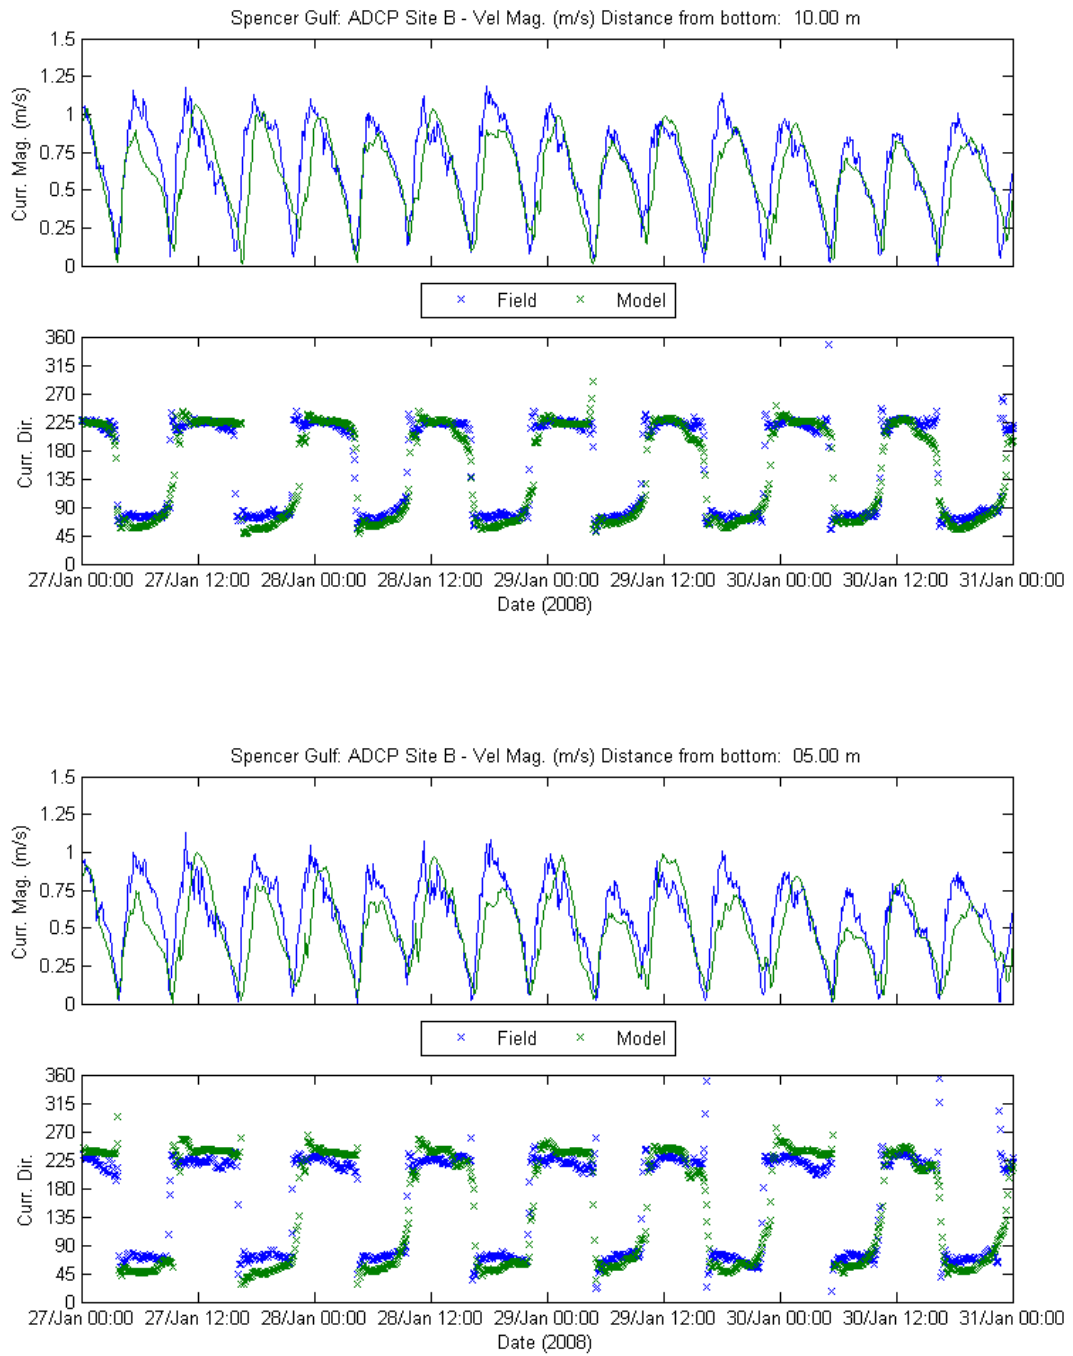 Spencer Gulf: ADCP Site B - Vel Mag. (m/s) Distance from bottom: 10.00 m
1.5
1.25
1
0.75
0.5
0.25
0
Curr. Mag. (m/s)
Field Model
360
315
270
225
180
135
90
45
0
Curr. Dir.
27/Jan 00:00 27/Jan 12:00 28/Jan 00:00 28/Jan 12:00 29/Jan 00:00 29/Jan 12:00 30/Jan 00:00 30/Jan 12:00 31/Jan 00:00
Date (2008)
Spencer Gulf: ADCP Site B - Vel Mag. (m/s) Distance from bottom: 05.00 m
1.5
1.25
1
0.75
0.5
0.25
0
Curr. Mag. (m/s)
Field Model
360
315
270
225
180
135
90
45
0
Curr. Dir.
27/Jan 00:00 27/Jan 12:00 28/Jan 00:00 28/Jan 12:00 29/Jan 00:00 29/Jan 12:00 30/Jan 00:00 30/Jan 12:00 31/Jan 00:00
Date (2008)